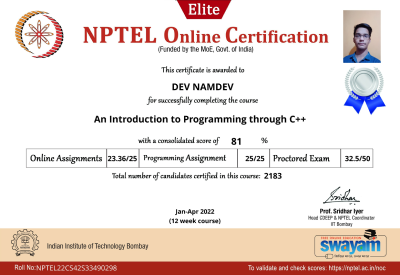 Elite
NPTEL Online Certification
(Funded by the MoE, Govt. of India)
This certificate is awarded to
DEV NAMDEV
for successfully completing the course
An Introduction to Programming through C++
with a consolidated score of 81 %
Online Assignments 23.36/25 Programming Assignment 25/25 Proctored Exam 32.5/50
Total number of candidates certified in this course: 2183
Sridhar
Jan-Apr 2022
(12 week course)
Prof. Sridhar Iyer
Head CDEEP & NPTEL Coordinator
IIT Bombay
Indian Institute of Technology Bombay
swayam
Roll No: NPTEL22CS42S33490298
To validate and check scores: https://nptel.ac.in/noc